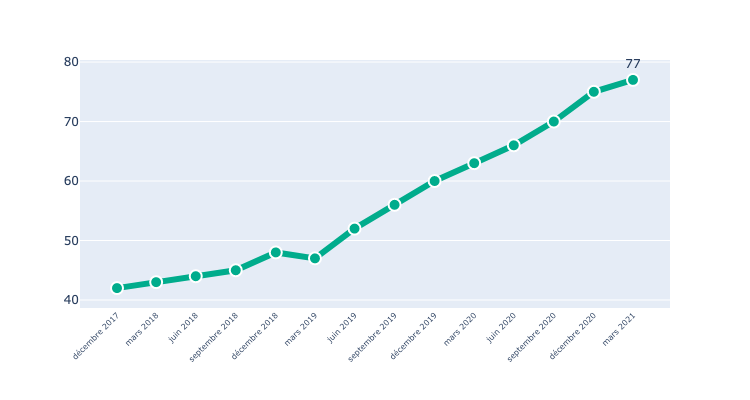 80
77
70
60
50
40
décembre 2017
mars 2018
juin 2018
septembre 2018
décembre 2018
mars 2019
juin 2019
septembre 2019
décembre 2019
mars 2020
juin 2020
septembre 2020
décembre 2020
mars 2021